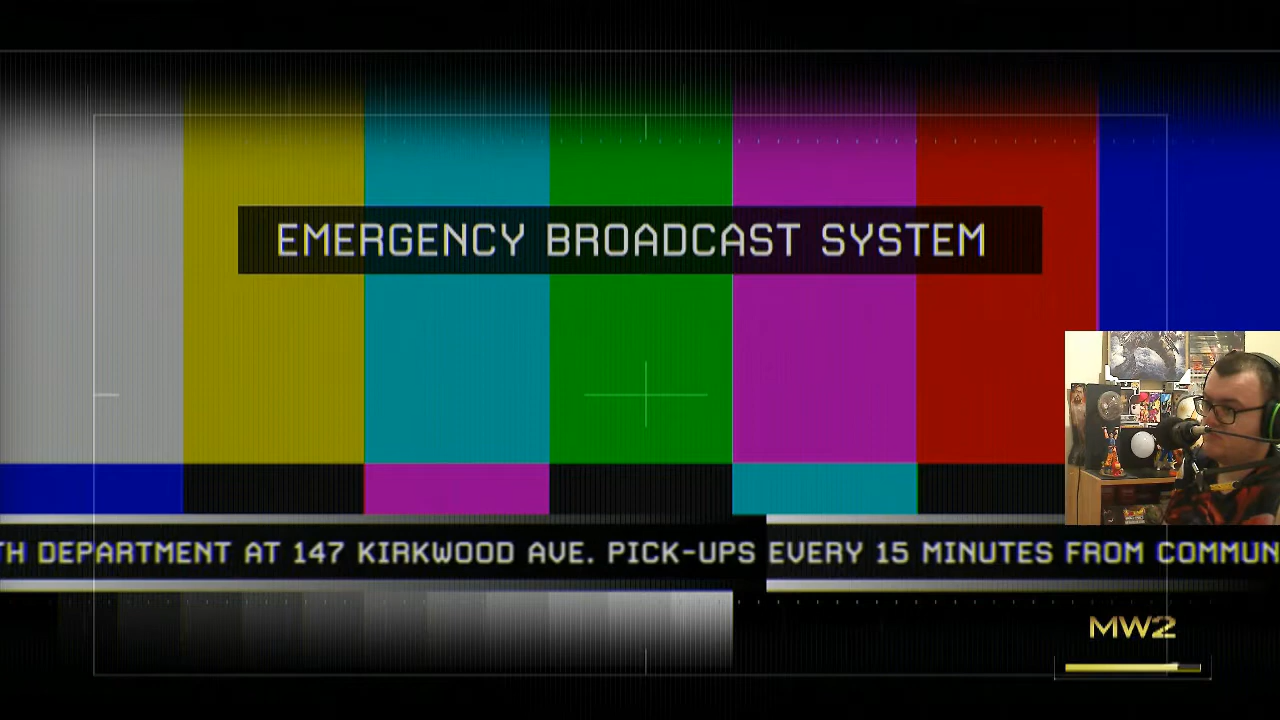 EMERGENCY BROADCAST SYSTEM
TH DEPARTMENT AT 147 KIRKWOOD AVE. PICK-UPS EVERY 15 MINUTES FROM COMMUN
MW2